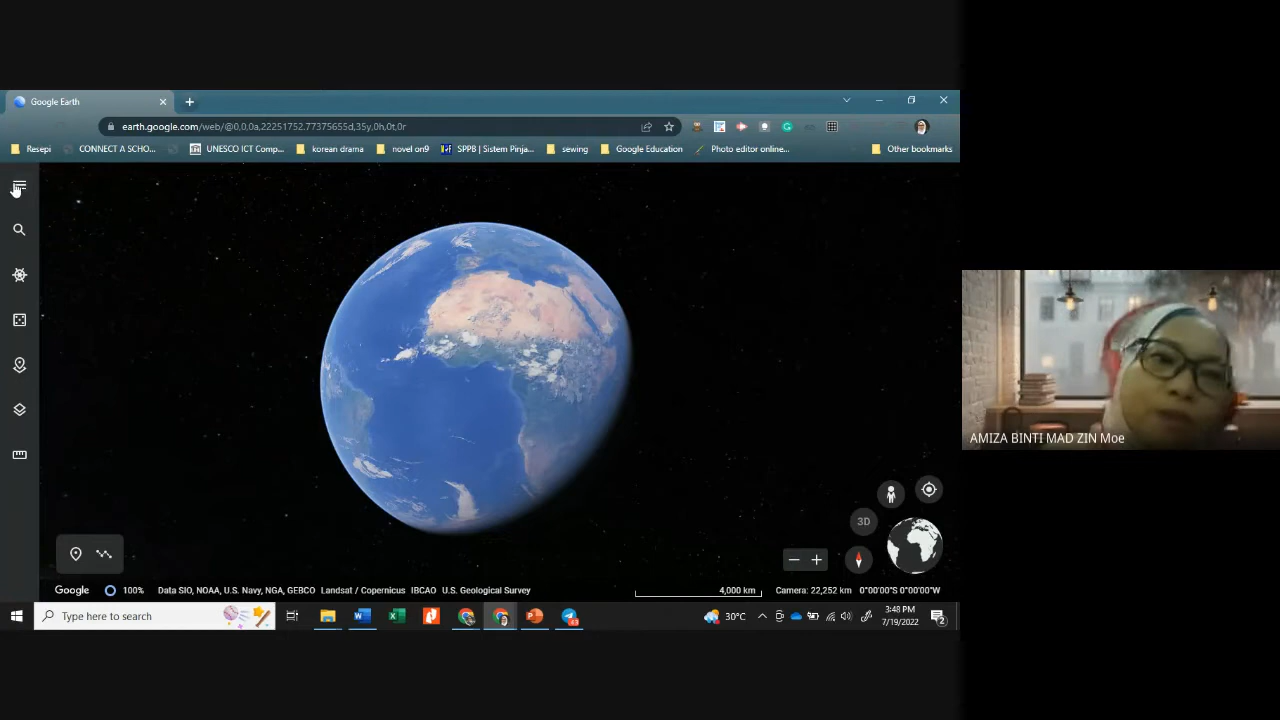 Google Earth
earth.google.com/web/@0,0,0a,22251752.77375655d,35y,0h,0t,0r
Resepi CONNECT A SCHO... UNESCO ICT Comp... korean drama novel on9 SPPB | Sistem Pinja... sewing Google Education Photo editor online... Other bookmarks
AMIZA BINTI MAD ZIN Moe
3D
Google 100% Data SIO, NOAA, U.S. Navy, NGA, GEBCO Landsat / Copernicus IBCAO U.S. Geological Survey 4,000 km Camera: 22,252 km 0°00'00"S 0°00'00"W
Type here to search 30°C 3:48 PM
7/19/2022 2